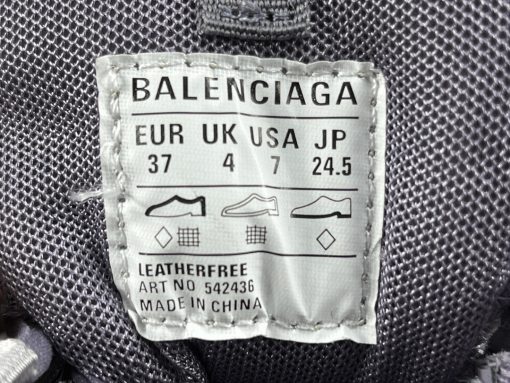 BALENCIAGA
EUR UK USA JP
37 4 7 24.5
LEATHERFREE
ART NO 542436
MADE IN CHINA